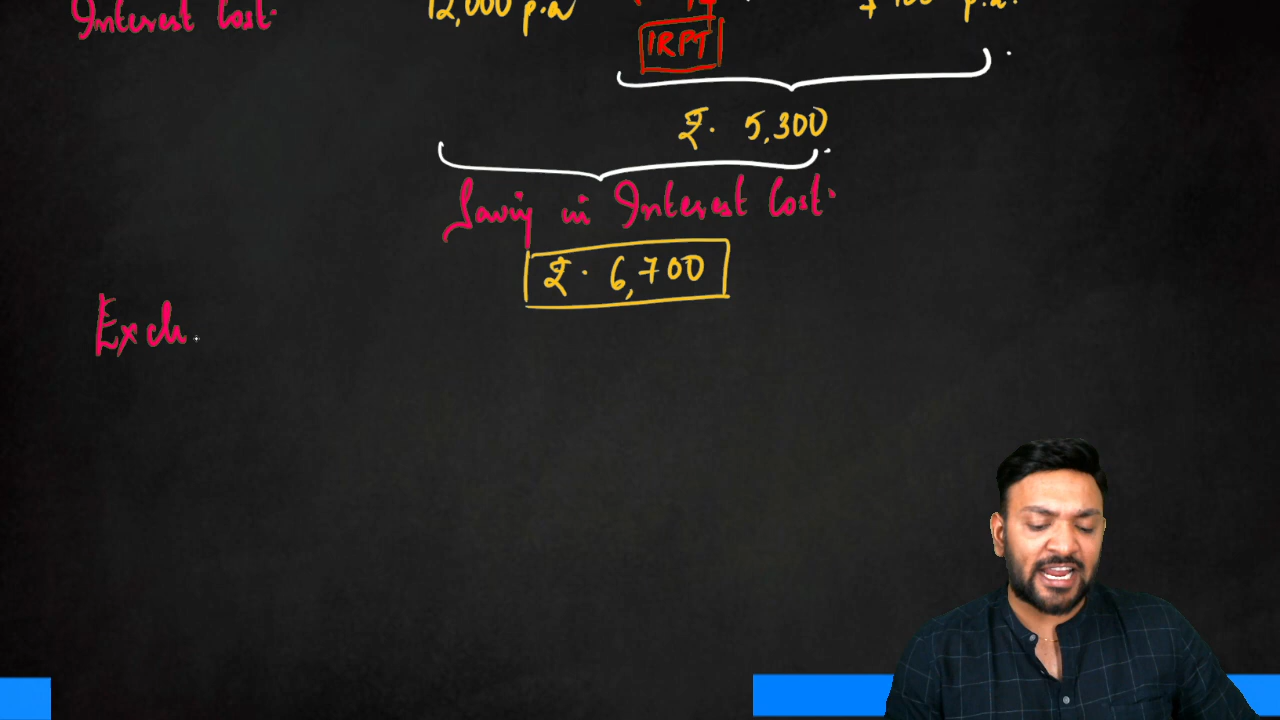 Interest Cost. 12,000 p.a p.a.
IRPT
₹. 5,300
Saving in Interest Cost.
₹. 6,700
Exch